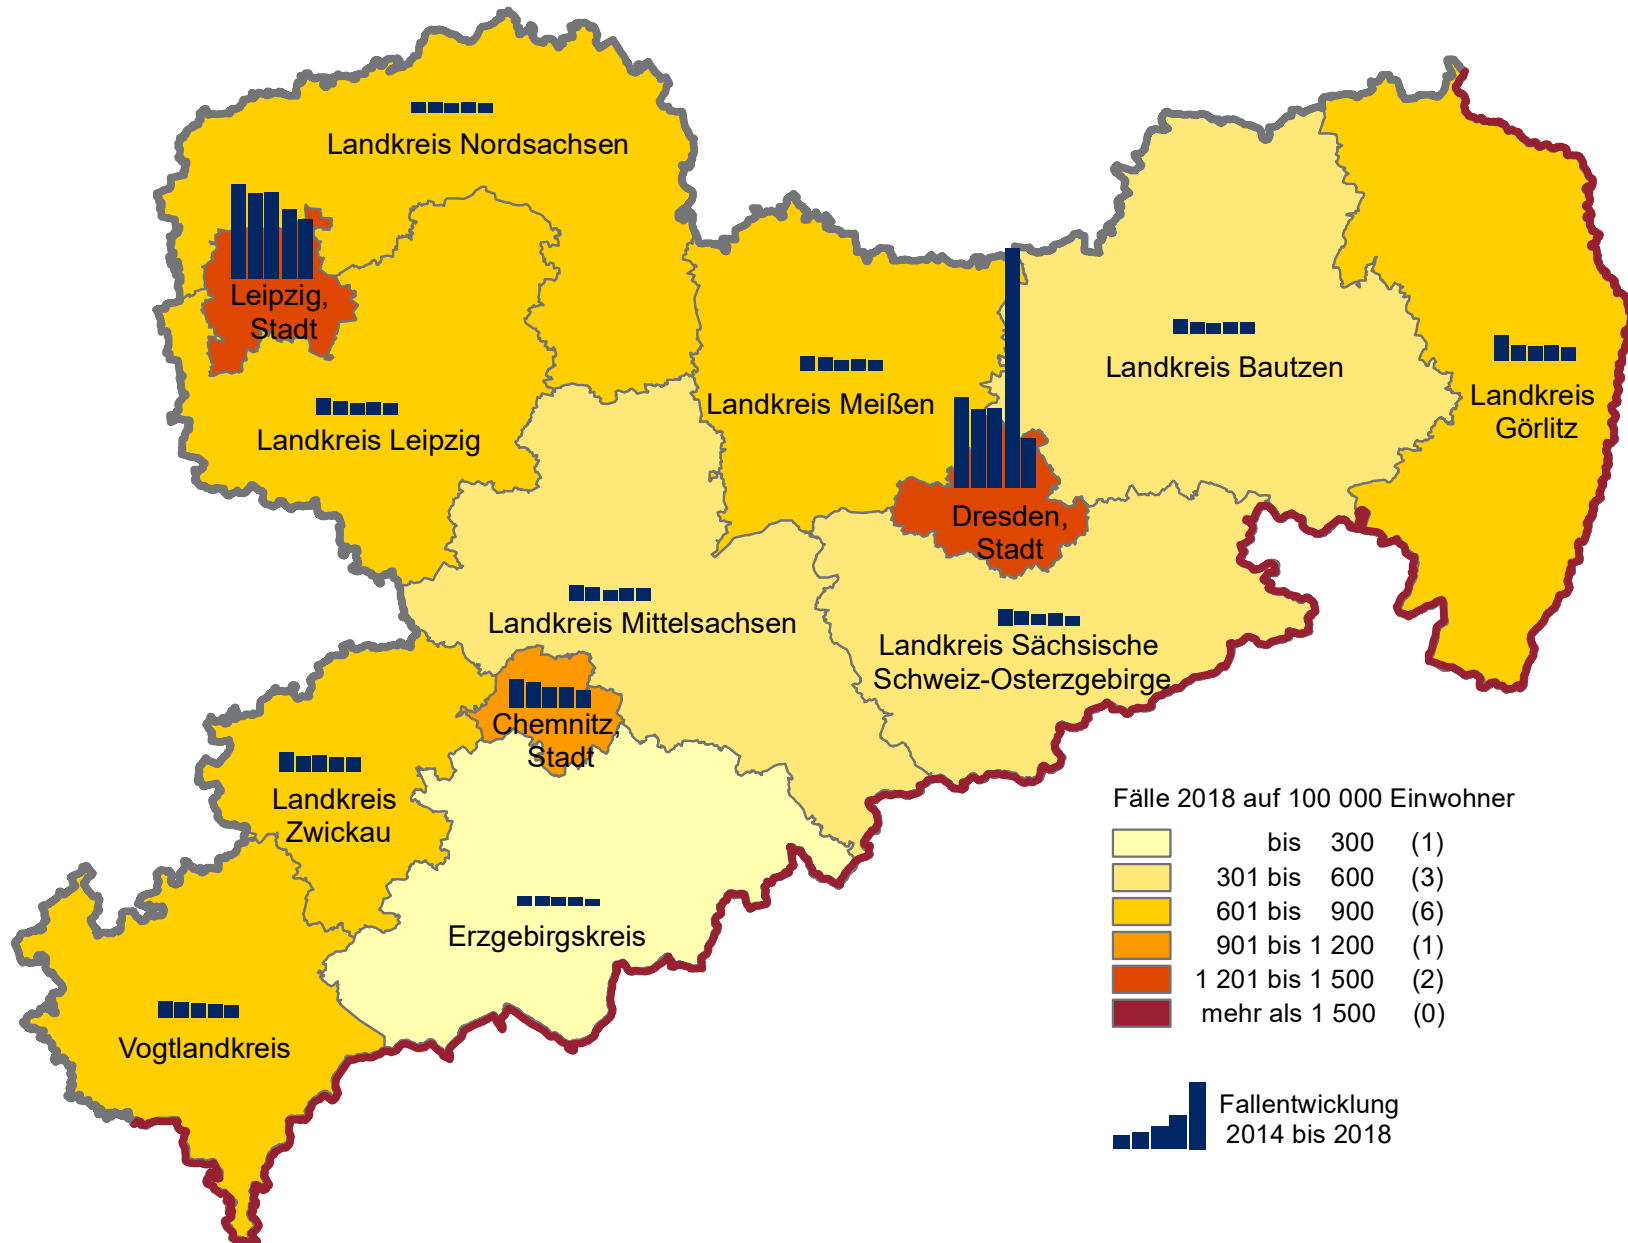 Landkreis Nordsachsen
Leipzig,
Stadt
Landkreis Leipzig
Landkreis Meißen
Landkreis Bautzen
Landkreis
Görlitz
Dresden,
Stadt
Landkreis Mittelsachsen
Landkreis Sächsische
Schweiz-Osterzgebirge
Chemnitz,
Stadt
Landkreis
Zwickau
Erzgebirgskreis
Vogtlandkreis
Fälle 2018 auf 100 000 Einwohner
bis 300 (1)
301 bis 600 (3)
601 bis 900 (6)
901 bis 1 200 (1)
1 201 bis 1 500 (2)
mehr als 1 500 (0)
Fallentwicklung
2014 bis 2018